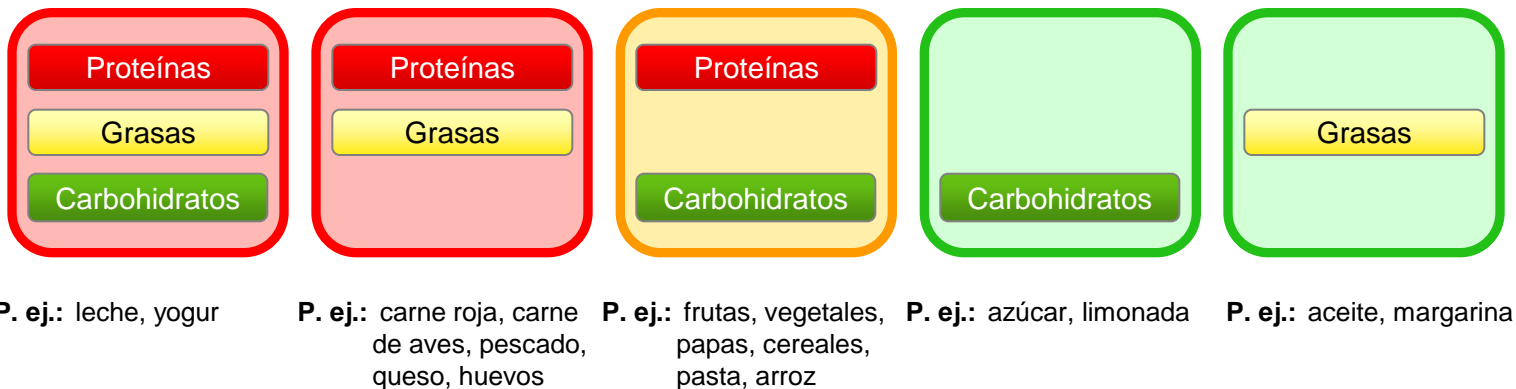 Proteínas
Grasas
Carbohidratos
Proteínas
Grasas
Proteínas
Carbohidratos
Carbohidratos
Grasas
P. ej.: leche, yogur
P. ej.: carne roja, carne
de aves, pescado,
queso, huevos
P. ej.: frutas, vegetales,
papas, cereales,
pasta, arroz
P. ej.: azúcar, limonada
P. ej.: aceite, margarina